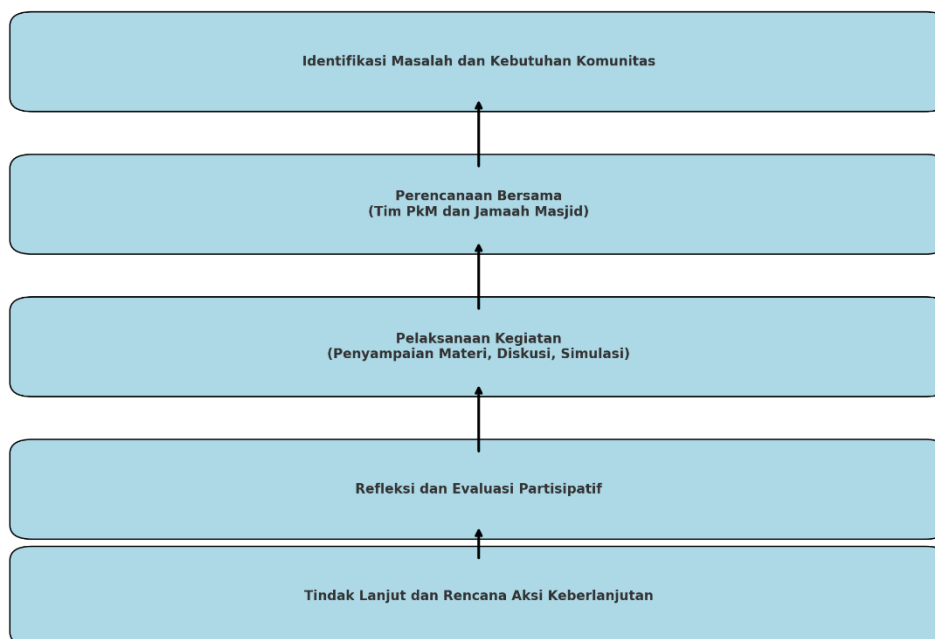 Identifikasi Masalah dan Kebutuhan Komunitas
Perencanaan Bersama
(Tim PkM dan Jamaah Masjid)
Pelaksanaan Kegiatan
(Penyampaian Materi, Diskusi, Simulasi)
Refleksi dan Evaluasi Partisipatif
Tindak Lanjut dan Rencana Aksi Keberlanjutan